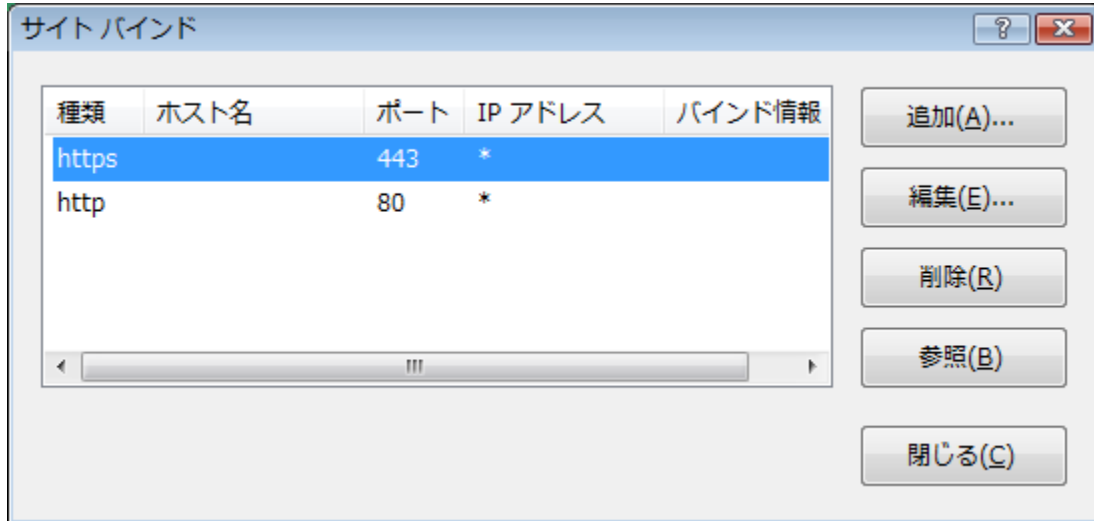 サイト バインド
種類 ホスト名 ポート IP アドレス バインド情報
https 443 *
http 80 *
追加(A)...
編集(E)...
削除(R)
参照(B)
閉じる(C)